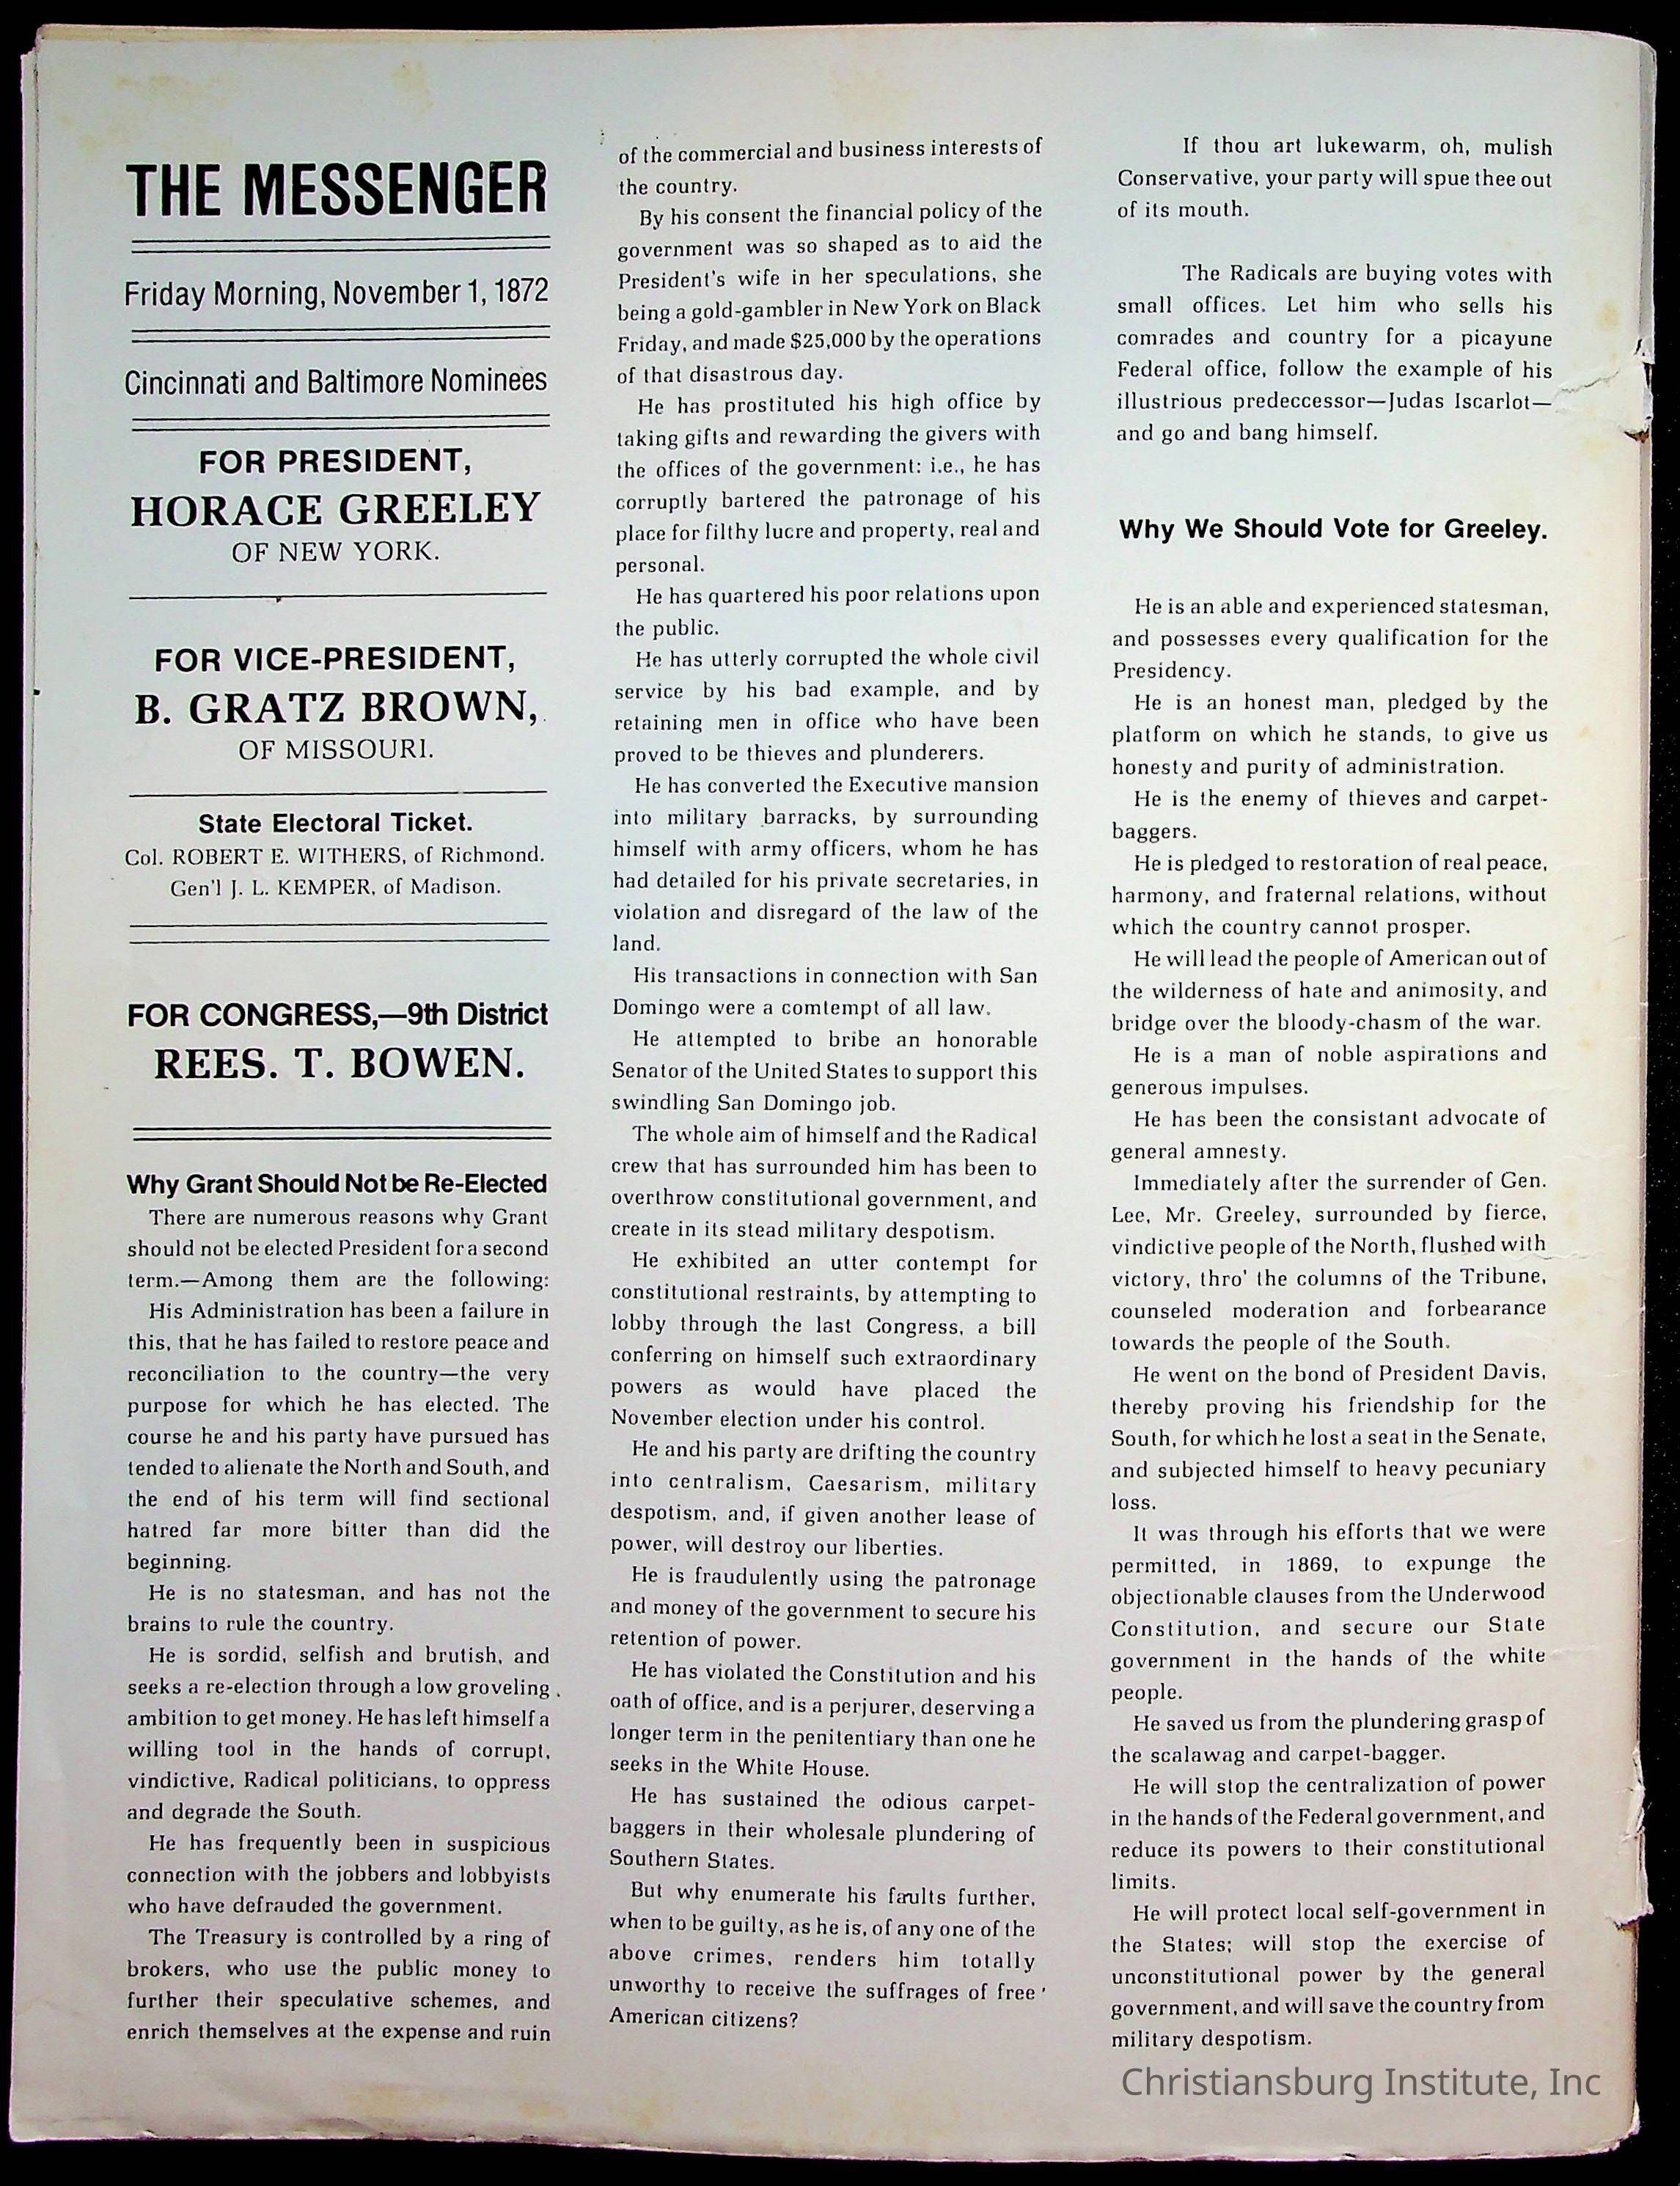 THE MESSENGER
Friday Morning, November 1, 1872
Cincinnati and Baltimore Nominees
FOR PRESIDENT,
HORACE GREELEY
OF NEW YORK.
FOR VICE-PRESIDENT,
B. GRATZ BROWN,
OF MISSOURI.
State Electoral Ticket.
Col. ROBERT E. WITHERS, of Richmond.
Gen'l J. L. KEMPER, of Madison.
FOR CONGRESS,—9th District
REES. T. BOWEN.
Why Grant Should Not be Re-Elected
There are numerous reasons why Grant
should not be elected President for a second
term.—Among them are the following:
His Administration has been a failure in
this, that he has failed to restore peace and
reconciliation to the country—the very
purpose for which he has elected. The
course he and his party have pursued has
tended to alienate the North and South, and
the end of his term will find sectional
hatred far more bitter than did the
beginning.
He is no statesman, and has not the
brains to rule the country.
He is sordid, selfish and brutish, and
seeks a re-election through a low groveling
ambition to get money. He has left himself a
willing tool in the hands of corrupt,
vindictive, Radical politicians, to oppress
and degrade the South.
He has frequently been in suspicious
connection with the jobbers and lobbyists
who have defrauded the government.
The Treasury is controlled by a ring of
brokers, who use the public money to
further their speculative schemes, and
enrich themselves at the expense and ruin
of the commercial and business interests of
the country.
By his consent the financial policy of the
government was so shaped as to aid the
President's wife in her speculations, she
being a gold-gambler in New York on Black
Friday, and made $25,000 by the operations
of that disastrous day.
He has prostituted his high office by
taking gifts and rewarding the givers with
the offices of the government: i.e., he has
corruptly bartered the patronage of his
place for filthy lucre and property, real and
personal.
He has quartered his poor relations upon
the public.
He has utterly corrupted the whole civil
service by his bad example, and by
retaining men in office who have been
proved to be thieves and plunderers.
He has converted the Executive mansion
into military barracks, by surrounding
himself with army officers, whom he has
had detailed for his private secretaries, in
violation and disregard of the law of the
land.
His transactions in connection with San
Domingo were a comtempt of all law.
He attempted to bribe an honorable
Senator of the United States to support this
swindling San Domingo job.
The whole aim of himself and the Radical
crew that has surrounded him has been to
overthrow constitutional government, and
create in its stead military despotism.
He exhibited an utter contempt for
constitutional restraints, by attempting to
lobby through the last Congress, a bill
conferring on himself such extraordinary
powers as would have placed the
November election under his control.
He and his party are drifting the country
into centralism, Caesarism, military
despotism, and, if given another lease of
power, will destroy our liberties.
He is fraudulently using the patronage
and money of the government to secure his
retention of power.
He has violated the Constitution and his
oath of office, and is a perjurer, deserving a
longer term in the penitentiary than one he
seeks in the White House.
He has sustained the odious carpet-
baggers in their wholesale plundering of
Southern States.
But why enumerate his faults further,
when to be guilty, as he is, of any one of the
above crimes, renders him totally
unworthy to receive the suffrages of free
American citizens?
If thou art lukewarm, oh, mulish
Conservative, your party will spue thee out
of its mouth.
The Radicals are buying votes with
small offices. Let him who sells his
comrades and country for a picayune
Federal office, follow the example of his
illustrious predeccessor—Judas Iscarlot—
and go and bang himself.
Why We Should Vote for Greeley.
He is an able and experienced statesman,
and possesses every qualification for the
Presidency.
He is an honest man, pledged by the
platform on which he stands, to give us
honesty and purity of administration.
He is the enemy of thieves and carpet-
baggers.
He is pledged to restoration of real peace,
harmony, and fraternal relations, without
which the country cannot prosper.
He will lead the people of American out of
the wilderness of hate and animosity, and
bridge over the bloody-chasm of the war.
He is a man of noble aspirations and
generous impulses.
He has been the consistant advocate of
general amnesty.
Immediately after the surrender of Gen.
Lee, Mr. Greeley, surrounded by fierce,
vindictive people of the North, flushed with
victory, thro' the columns of the Tribune,
counseled moderation and forbearance
towards the people of the South.
He went on the bond of President Davis,
thereby proving his friendship for the
South, for which he lost a seat in the Senate,
and subjected himself to heavy pecuniary
loss.
It was through his efforts that we were
permitted, in 1869, to expunge the
objectionable clauses from the Underwood
Constitution, and secure our State
government in the hands of the white
people.
He saved us from the plundering grasp of
the scalawag and carpet-bagger.
He will stop the centralization of power
in the hands of the Federal government, and
reduce its powers to their constitutional
limits.
He will protect local self-government in
the States; will stop the exercise of
unconstitutional power by the general
government, and will save the country from
military despotism.
Christiansburg Institute, Inc